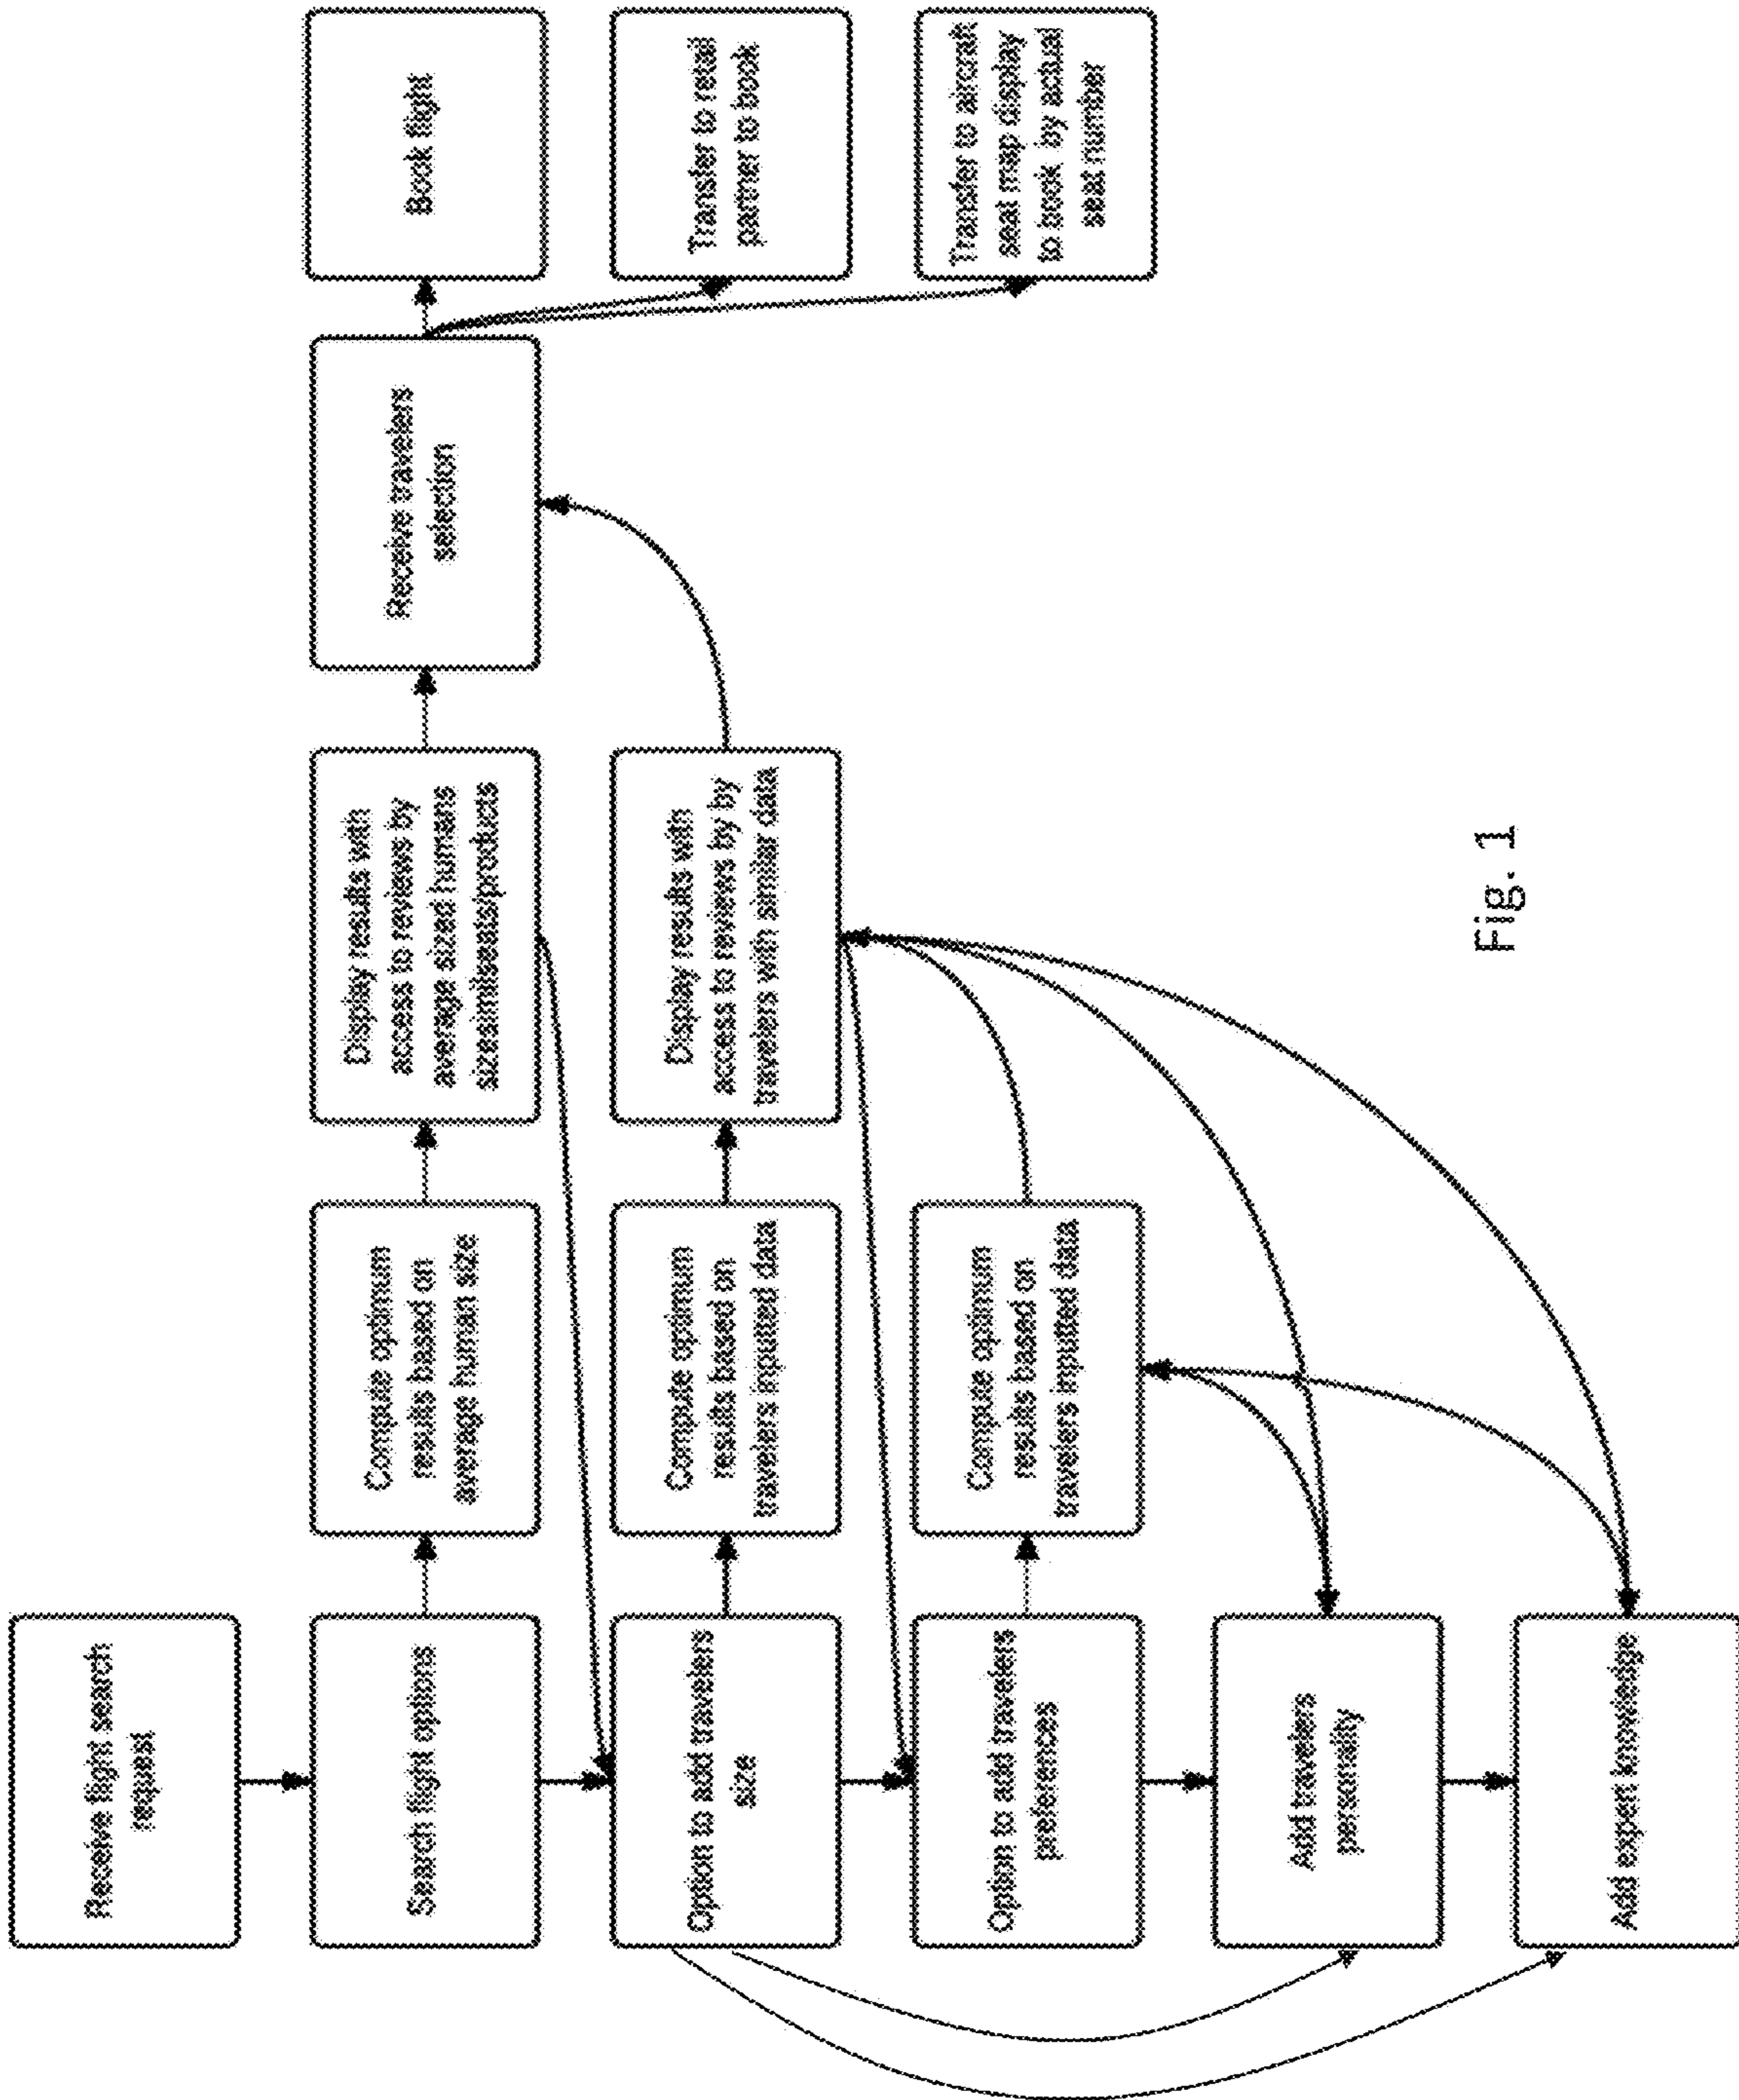 Receive flight search
request
Search flight options
Compute optimum
results based on
average human size
Display results with
access to reviews by
average sized humans
sizesimilseats/products
Receive travelers
selection
Book flight
Transfer to retail
partner to book
Transfer to aircraft
seat map display
to book by actual
seat number
Option to add travelers
size
Compute optimum
results based on
travelers inputted data
Display results with
access to reviews by by
travelers with similar data
Option to add travelers
preferences
Compute optimum
results based on
travelers inputted data
Add travelers
personality
Add expert knowledge
Fig. 1